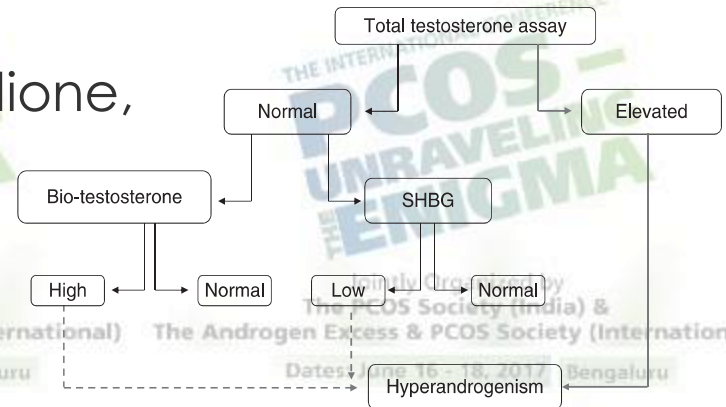 Total testosterone assay
THE INTERNATIONAL CONFERENCE
PCOS –
lione,
Normal
Elevated
UNRAVELING
THE ENIGMA
Bio-testosterone
SHBG
High
Normal
Low
Normal
Jointly Organized by
The PCOS Society (India) &
ernational) The Androgen Excess & PCOS Society (Internation
uru
Dates: June 16 - 18, 2017 Bengaluru
Hyperandrogenism